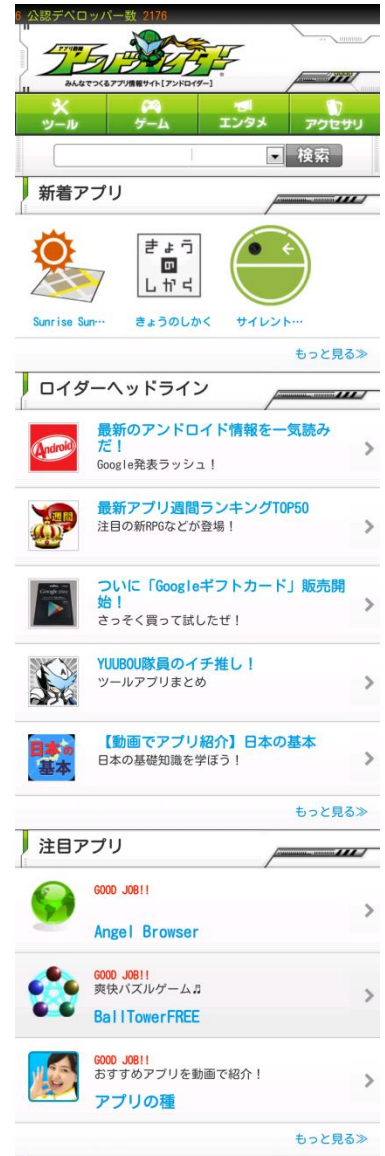 6 公認デベロッパー数 2176
アプリ情報
アンドロイダー
みんなでつくるアプリ情報サイト[アンドロイダー]
ツール ゲーム エンタメ アクセサリ
検索
新着アプリ
きょう
の
しかく
Sunrise Sun… きょうのしかく サイレント…
もっと見る≫
ロイダーヘッドライン
Android
最新のアンドロイド情報を一気読み
だ!
Google発表ラッシュ!
週間
最新アプリ週間ランキングTOP50
注目の新RPGなどが登場!
Google play
ついに「Googleギフトカード」販売開
始!
さっそく買って試したぜ!
YUUBOU隊員のイチ推し!
ツールアプリまとめ
日本の
基本
【動画でアプリ紹介】日本の基本
日本の基礎知識を学ぼう!
もっと見る≫
注目アプリ
GOOD JOB!!
Angel Browser
GOOD JOB!!
爽快パズルゲーム♫
BallTowerFREE
GOOD JOB!!
おすすめアプリを動画で紹介!
アプリの種
もっと見る≫